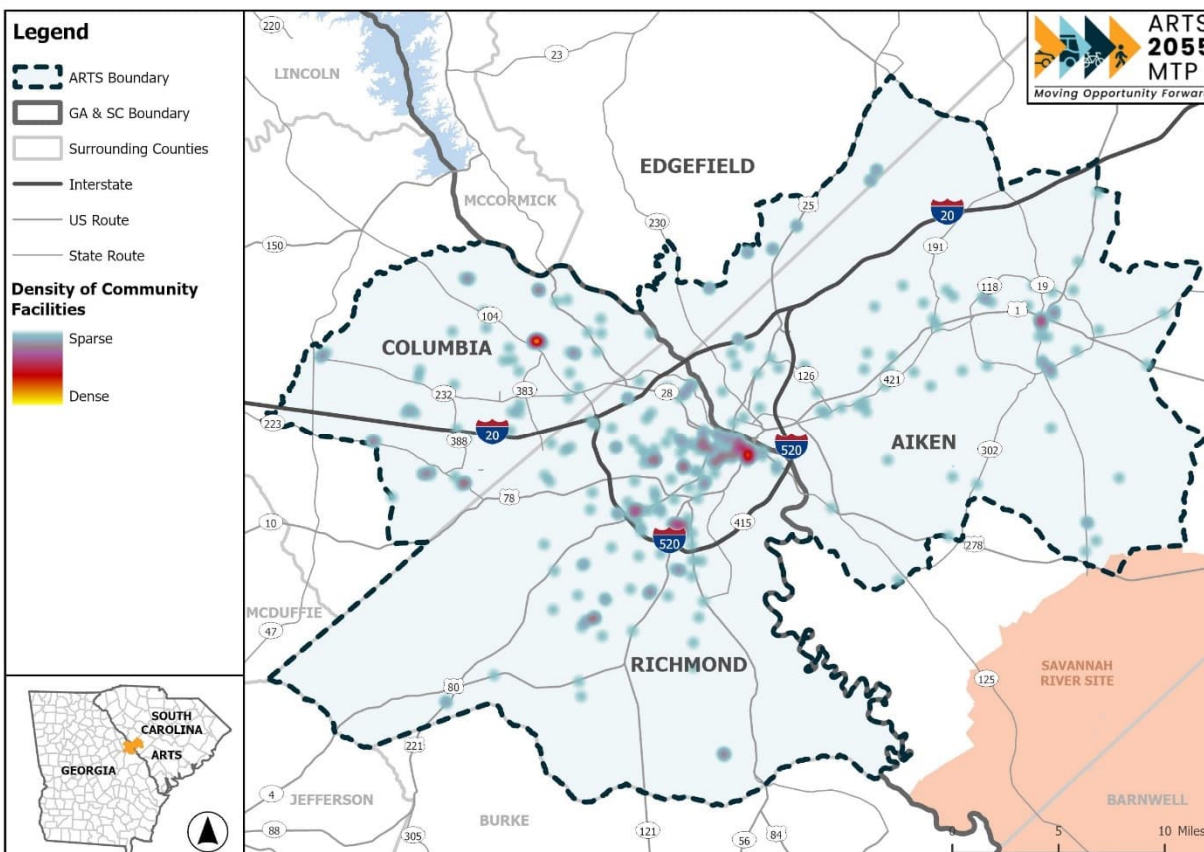 Legend
ARTS Boundary
GA & SC Boundary
Surrounding Counties
Interstate
US Route
State Route
Density of Community
Facilities
Sparse
Dense
SOUTH
CAROLINA
ARTS
GEORGIA
ARTS
2055
MTP
Moving Opportunity Forward
220
23
LINCOLN
EDGEFIELD
MCCORMICK
25
20
230
150
191
118
19
104
1
COLUMBIA
126
421
232
383
28
223
20
388
520
AIKEN
302
78
10
415
520
278
MCDUFFIE
47
RICHMOND
SAVANNAH
RIVER SITE
80
125
221
4
JEFFERSON
BURKE
BARNWELL
88
305
121
56
84
0
5
10 Miles